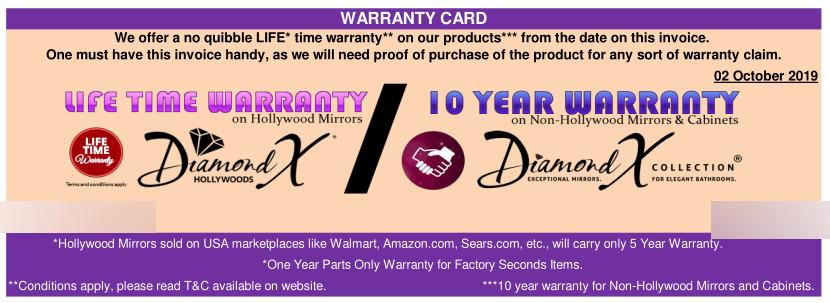 WARRANTY CARD
We offer a no quibble LIFE* time warranty** on our products*** from the date on this invoice.
One must have this invoice handy, as we will need proof of purchase of the product for any sort of warranty claim.
02 October 2019
LIFE TIME WARRANTY
on Hollywood Mirrors
/
10 YEAR WARRANTY
on Non-Hollywood Mirrors & Cabinets
LIFE
TIME
Warranty
Terms and conditions apply
Diamond X
HOLLYWOODS
Diamond X COLLECTION®
EXCEPTIONAL MIRRORS. FOR ELEGANT BATHROOMS.
*Hollywood Mirrors sold on USA marketplaces like Walmart, Amazon.com, Sears.com, etc., will carry only 5 Year Warranty.
*One Year Parts Only Warranty for Factory Seconds Items.
**Conditions apply, please read T&C available on website. ***10 year warranty for Non-Hollywood Mirrors and Cabinets.